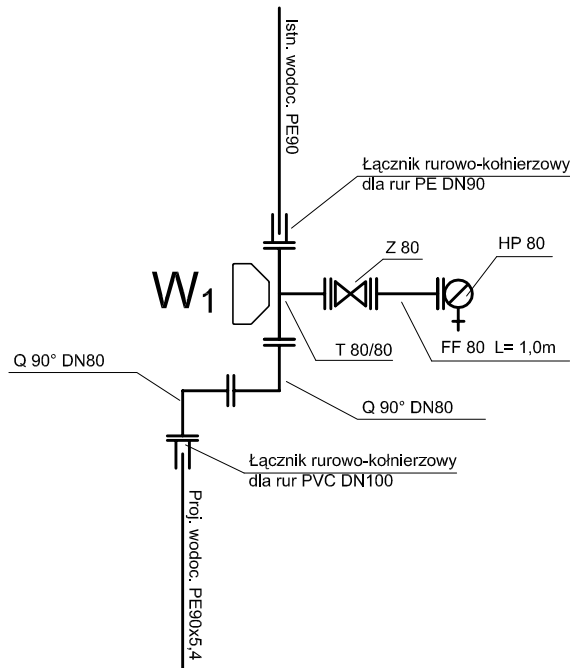 Istn. wodoc. PE90
Łącznik rurowo-kołnierzowy
dla rur PE DN90
Z 80
HP 80
W1
T 80/80
FF 80 L= 1,0m
Q 90° DN80
Q 90° DN80
Łącznik rurowo-kołnierzowy
dla rur PVC DN100
Proj. wodoc. PE90x5,4